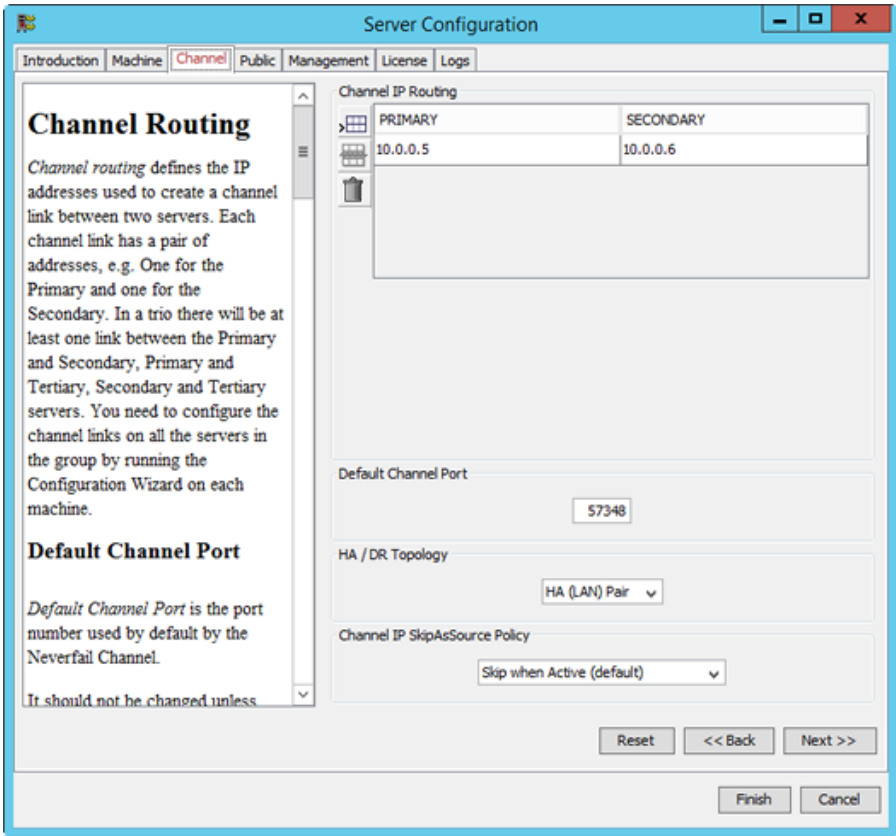 Server Configuration
Introduction Machine Channel Public Management License Logs
Channel Routing
Channel routing defines the IP
addresses used to create a channel
link between two servers. Each
channel link has a pair of
addresses, e.g. One for the
Primary and one for the
Secondary. In a trio there will be at
least one link between the Primary
and Secondary, Primary and
Tertiary, Secondary and Tertiary
servers. You need to configure the
channel links on all the servers in
the group by running the
Configuration Wizard on each
machine.
Default Channel Port
Default Channel Port is the port
number used by default by the
Neverfail Channel.
It should not be changed unless
Channel IP Routing
PRIMARY SECONDARY
10.0.0.5 10.0.0.6
Default Channel Port
57348
HA / DR Topology
HA (LAN) Pair
Channel IP SkipAsSource Policy
Skip when Active (default)
Reset << Back Next >>
Finish Cancel